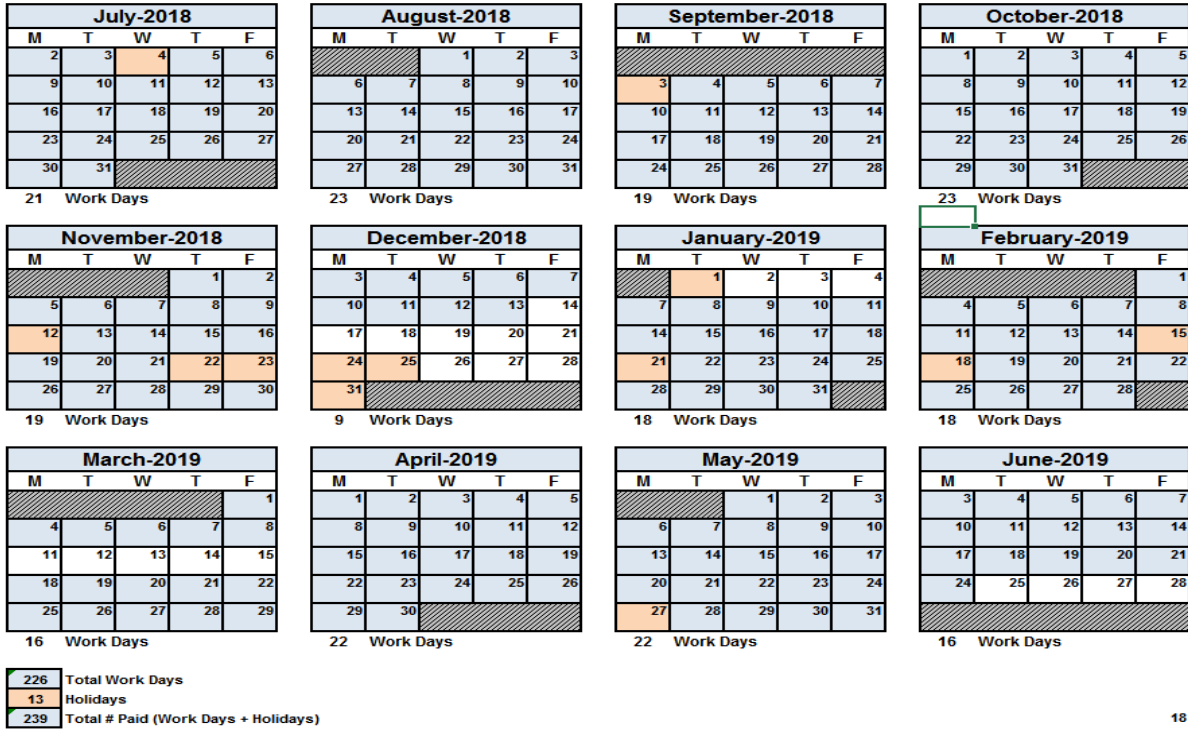 July-2018 August-2018 September-2018 October-2018
M T W T F M T W T F M T W T F M T W T F
2 3 4 5 6 1 2 3 1 2 3 4 5
9 10 11 12 13 6 7 8 9 10 3 4 5 6 7 8 9 10 11 12
16 17 18 19 20 13 14 15 16 17 10 11 12 13 14 15 16 17 18 19
23 24 25 26 27 20 21 22 23 24 17 18 19 20 21 22 23 24 25 26
30 31 27 28 29 30 31 24 25 26 27 28 29 30 31
21 Work Days 23 Work Days 19 Work Days 23 Work Days
November-2018 December-2018 January-2019 February-2019
M T W T F M T W T F M T W T F M T W T F
1 2 3 4 5 6 7 1 2 3 4 1
5 6 7 8 9 10 11 12 13 14 7 8 9 10 11 4 5 6 7 8
12 13 14 15 16 17 18 19 20 21 14 15 16 17 18 11 12 13 14 15
19 20 21 22 23 24 25 26 27 28 21 22 23 24 25 18 19 20 21 22
26 27 28 29 30 31 28 29 30 31 25 26 27 28
19 Work Days 9 Work Days 18 Work Days 18 Work Days
March-2019 April-2019 May-2019 June-2019
M T W T F M T W T F M T W T F M T W T F
1 1 2 3 4 5 1 2 3 3 4 5 6 7
4 5 6 7 8 8 9 10 11 12 6 7 8 9 10 10 11 12 13 14
11 12 13 14 15 15 16 17 18 19 13 14 15 16 17 17 18 19 20 21
18 19 20 21 22 22 23 24 25 26 20 21 22 23 24 24 25 26 27 28
25 26 27 28 29 29 30 27 28 29 30 31
16 Work Days 22 Work Days 22 Work Days 16 Work Days
226 Total Work Days
13 Holidays
239 Total # Paid (Work Days + Holidays) 18